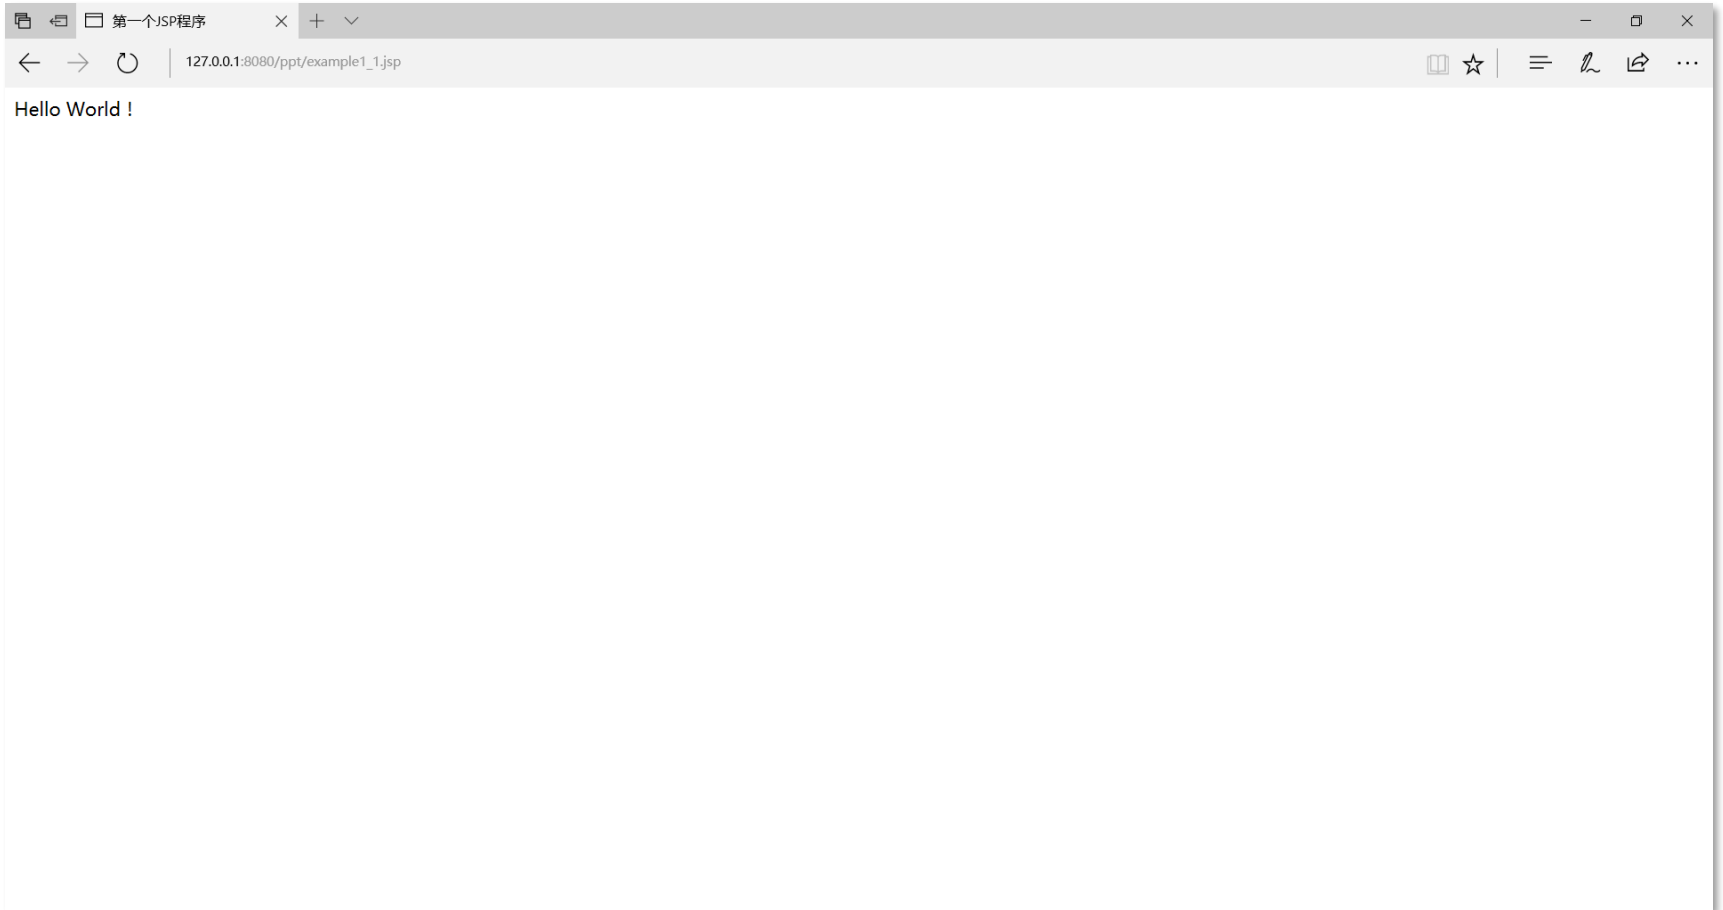 第一个JSP程序
127.0.0.1:8080/ppt/example1_1.jsp
Hello World！